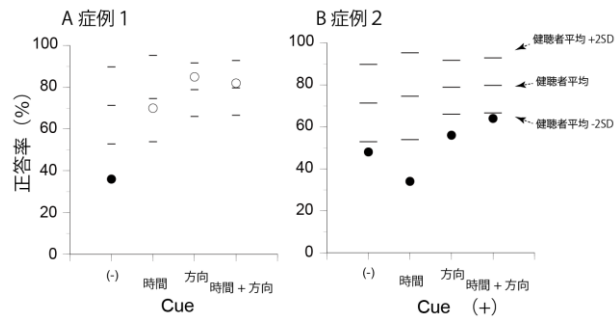 A 症例 1
B 症例 2
健聴者平均 +2SD
健聴者平均
健聴者平均 -2SD
正答率 (%)
100
80
60
40
20
0
100
80
60
40
20
0
(-)
時間
方向
時間 + 方向
(-)
時間
方向
時間 + 方向
Cue
Cue (+)